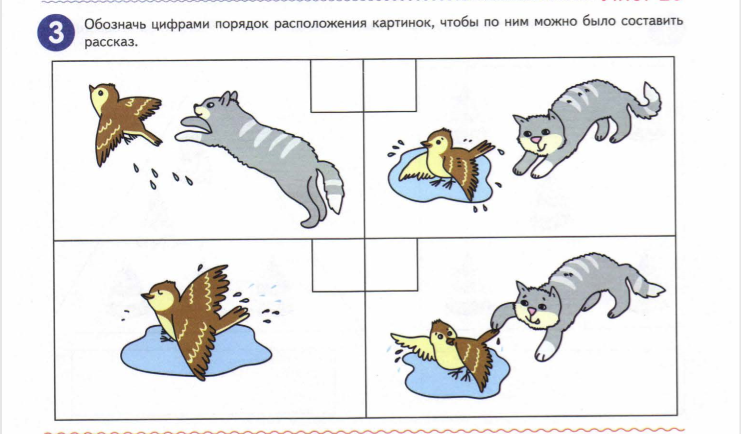 3
Обозначь цифрами порядок расположения картинок, чтобы по ним можно было составить
рассказ.